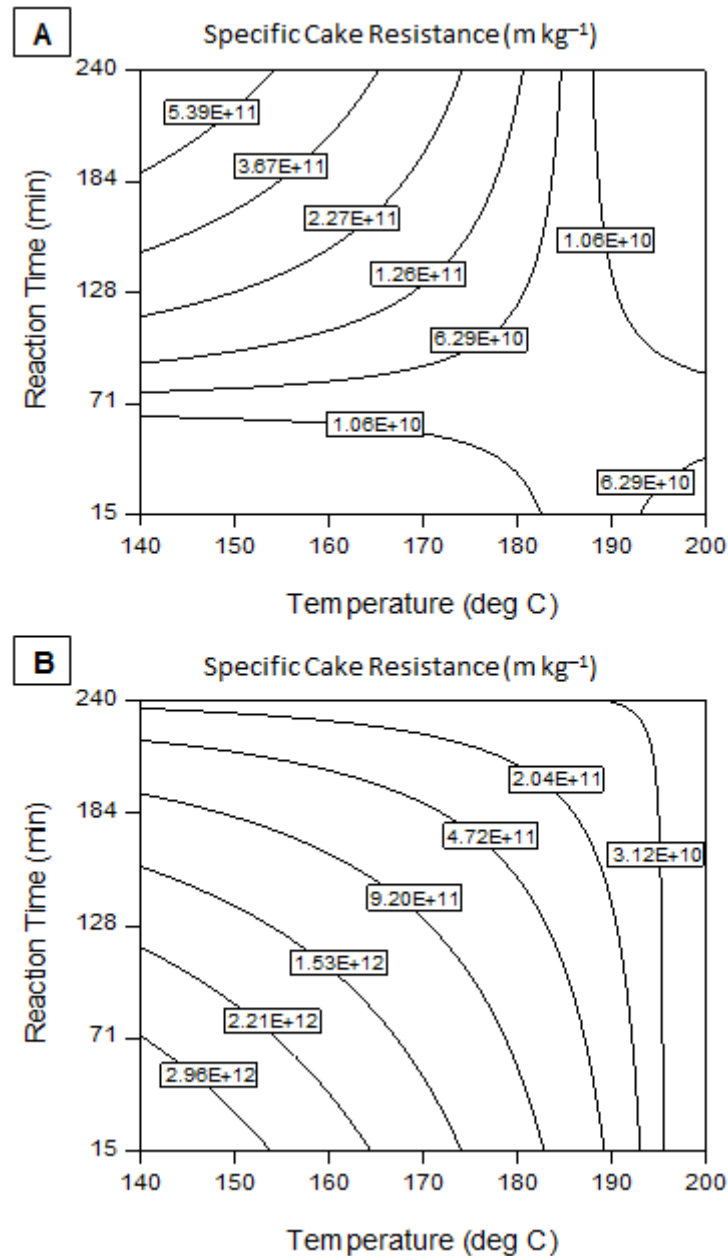 A
Specific Cake Resistance (m kg⁻¹)
240
5.39E+11
3.67E+11
184
2.27E+11
1.06E+10
Reaction Time (min)
128
1.26E+11
6.29E+10
71
1.06E+10
6.29E+10
15
140 150 160 170 180 190 200
Temperature (deg C)
B
Specific Cake Resistance (m kg⁻¹)
240
2.04E+11
184
4.72E+11
3.12E+10
9.20E+11
Reaction Time (min)
128
1.53E+12
2.21E+12
71
2.96E+12
15
140 150 160 170 180 190 200
Temperature (deg C)